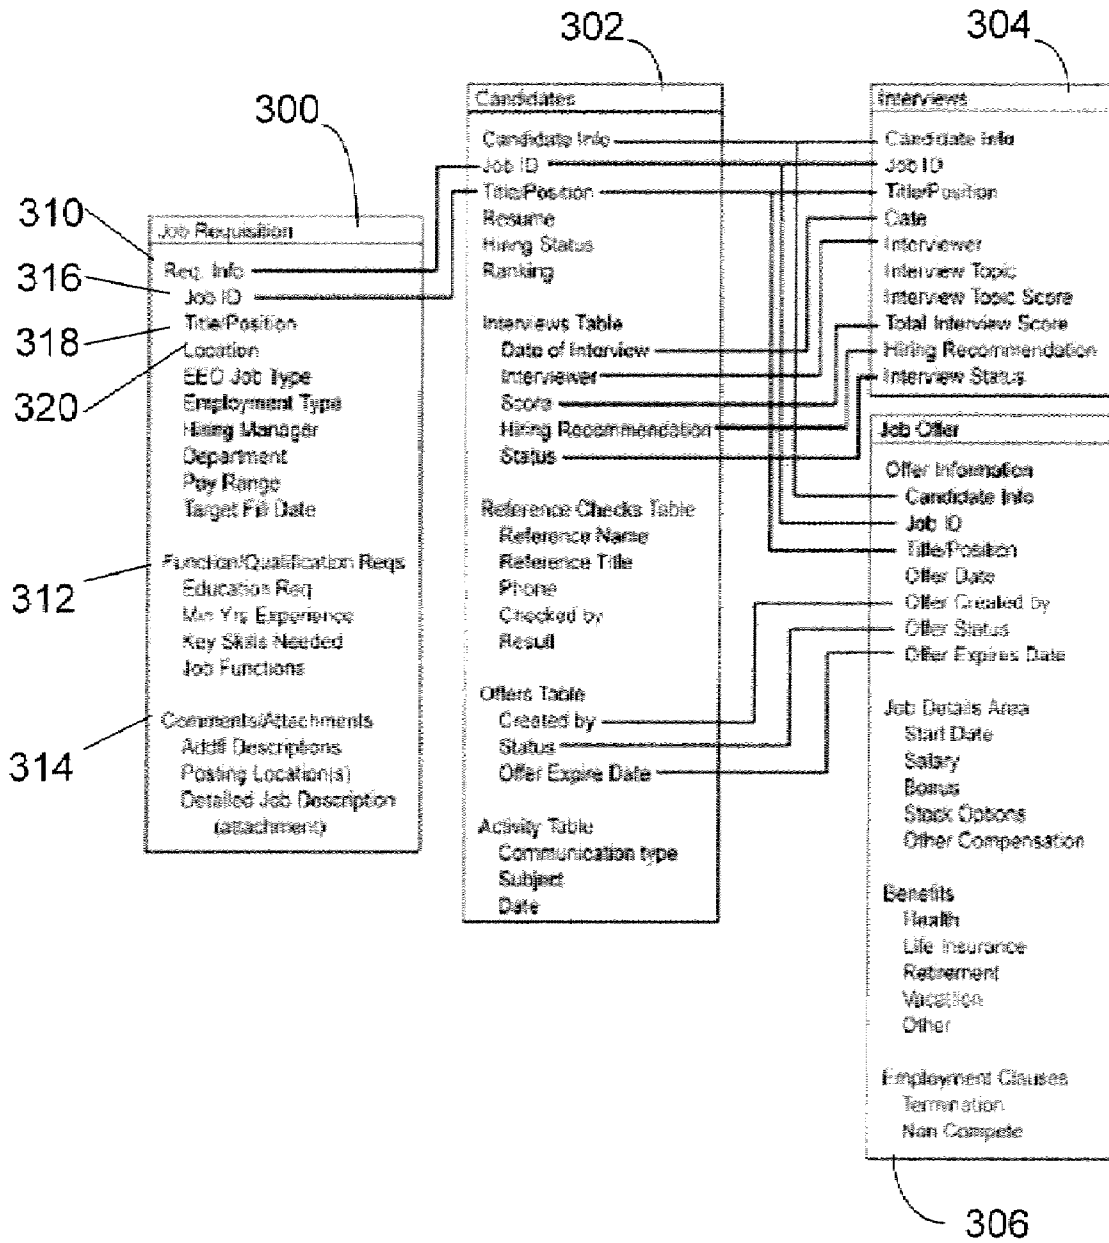 302
304
300
310
316
318
320
312
314
Job Requisition
Req. Info
Job ID
Title/Position
Location
EEO Job Type
Employment Type
Hiring Manager
Department
Pay Range
Target Fill Date
Function/Qualification Reqs
Education Req
Min Yrs Experience
Key Skills Needed
Job Functions
Comments/Attachments
Addtl Descriptions
Posting Location(s)
Detailed Job Description
(attachment)
Candidates
Candidate Info
Job ID
Title/Position
Resume
Hiring Status
Ranking
Interviews Table
Date of Interview
Interviewer
Score
Hiring Recommendation
Status
Reference Checks Table
Reference Name
Reference Title
Phone
Checked by
Result
Offers Table
Created by
Status
Offer Expire Date
Activity Table
Communication type
Subject
Date
Interviews
Candidate Info
Job ID
Title/Position
Date
Interviewer
Interview Topic
Interview Topic Score
Total Interview Score
Hiring Recommendation
Interview Status
Job Offer
Offer Information
Candidate Info
Job ID
Title/Position
Offer Date
Offer Created by
Offer Status
Offer Expires Date
Job Details Area
Start Date
Salary
Bonus
Stock Options
Other Compensation
Benefits
Health
Life Insurance
Retirement
Vacation
Other
Employment Clauses
Termination
Non Compete
306